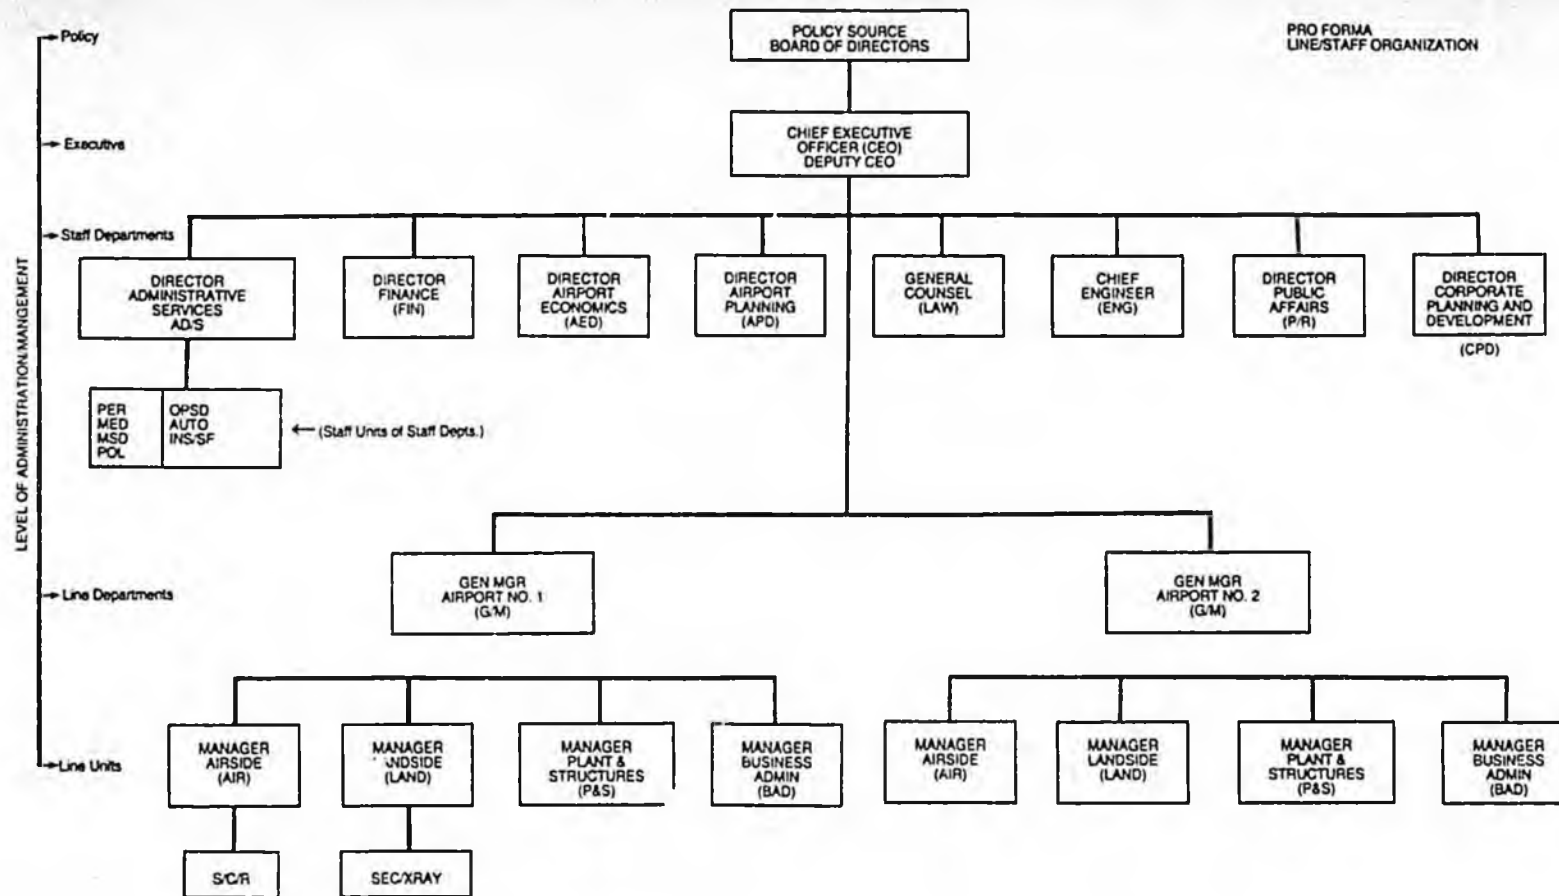 Policy
POLICY SOURCE
BOARD OF DIRECTORS
PRO FORMA
LINE/STAFF ORGANIZATION
LEVEL OF ADMINISTRATION/MANGEMENT
Executive
CHIEF EXECUTIVE
OFFICER (CEO)
DEPUTY CEO
Staff Departments
DIRECTOR
ADMINISTRATIVE
SERVICES
AD/S
DIRECTOR
FINANCE
(FIN)
DIRECTOR
AIRPORT
ECONOMICS
(AED)
DIRECTOR
AIRPORT
PLANNING
(APD)
GENERAL
COUNSEL
(LAW)
CHIEF
ENGINEER
(ENG)
DIRECTOR
PUBLIC
AFFAIRS
(P/R)
DIRECTOR
CORPORATE
PLANNING AND
DEVELOPMENT
(CPD)
PER
MED
MSD
POL
OPSD
AUTO
INS/SF
(Staff Units of Staff Depts.)
Line Departments
GEN MGR
AIRPORT NO. 1
(G/M)
GEN MGR
AIRPORT NO. 2
(G/M)
Line Units
MANAGER
AIRSIDE
(AIR)
MANAGER
NDSIDE
(LAND)
MANAGER
PLANT &
STRUCTURES
(P&S)
MANAGER
BUSINESS
ADMIN
(BAD)
MANAGER
AIRSIDE
(AIR)
MANAGER
LANDSIDE
(LAND)
MANAGER
PLANT &
STRUCTURES
(P&S)
MANAGER
BUSINESS
ADMIN
(BAD)
S/C/R
SEC/XRAY